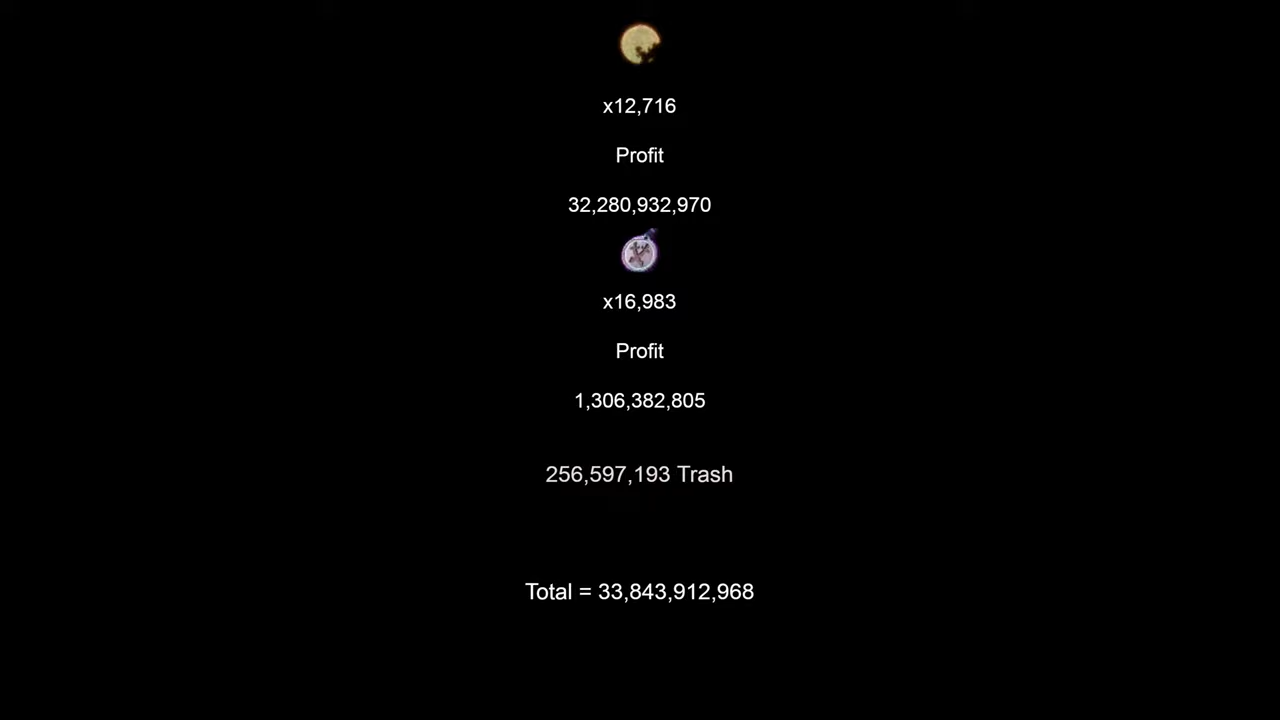 x12,716
Profit
32,280,932,970
x16,983
Profit
1,306,382,805
256,597,193 Trash
Total = 33,843,912,968